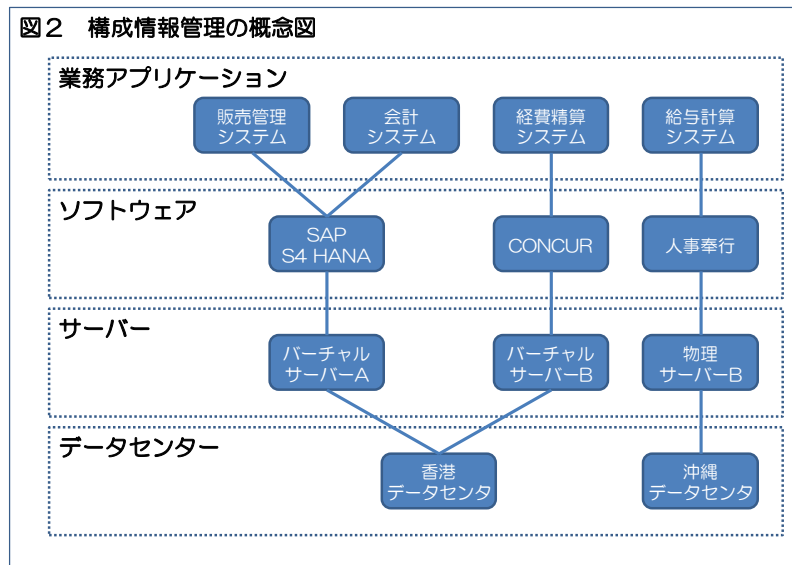 図2 構成情報管理の概念図
業務アプリケーション
販売管理
システム
会計
システム
経費精算
システム
給与計算
システム
ソフトウェア
SAP
S4 HANA
CONCUR
人事奉行
サーバー
バーチャル
サーバーA
バーチャル
サーバーB
物理
サーバーB
データセンター
香港
データセンタ
沖縄
データセンタ